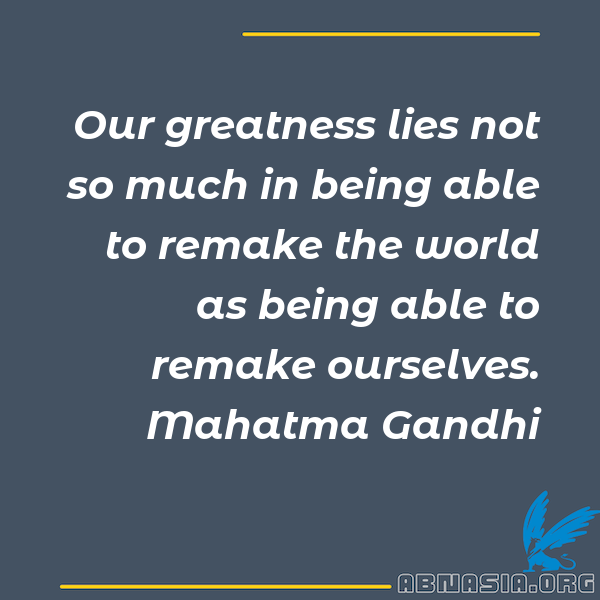 Our greatness lies not
so much in being able
to remake the world
as being able to
remake ourselves.
Mahatma Gandhi
ABNASIA.ORG